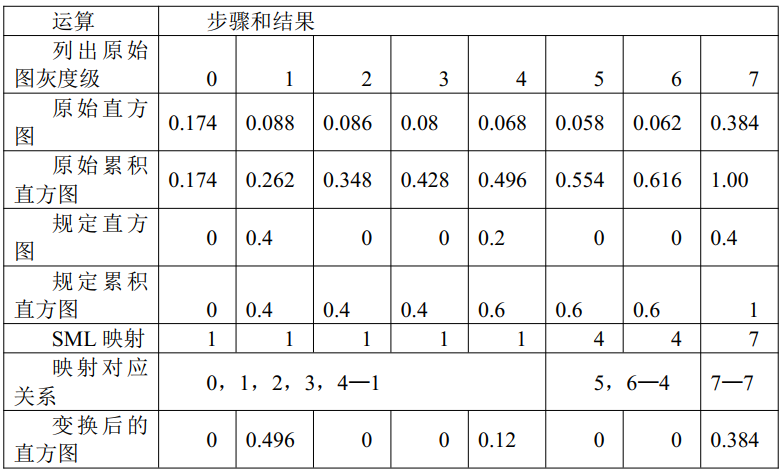 运算 步骤和结果
列出原始
图灰度级 0 1 2 3 4 5 6 7
原始直方
图 0.174 0.088 0.086 0.08 0.068 0.058 0.062 0.384
原始累积
直方图 0.174 0.262 0.348 0.428 0.496 0.554 0.616 1.00
规定直方
图 0 0.4 0 0 0.2 0 0 0.4
规定累积
直方图 0 0.4 0.4 0.4 0.6 0.6 0.6 1
SML 映射 1 1 1 1 1 4 4 7
映射对应
关系 0，1，2，3，4—1 5，6—4 7—7
变换后的
直方图 0 0.496 0 0 0.12 0 0 0.384